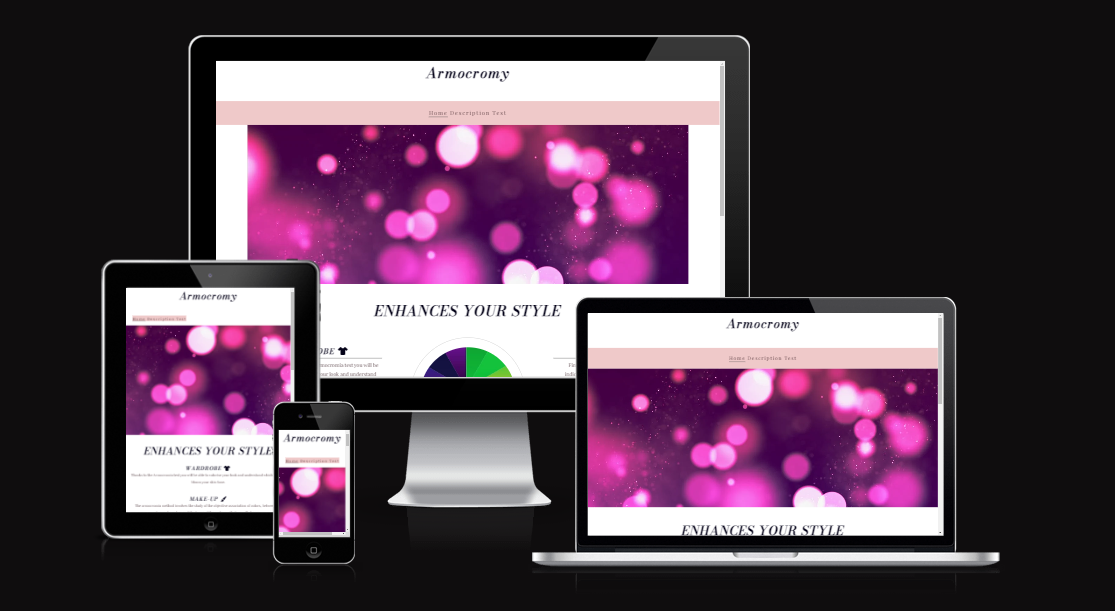 Armocromy
Home Description Test
ENHANCES YOUR STYLE
OBE
Armocromy
Home Description Test
ENHANCES YOUR STYLE
WARDROBE
MAKE-UP
Armocromy
Home Description Test
Armocromy
Home Description Test
ENHANCES YOUR STYLE